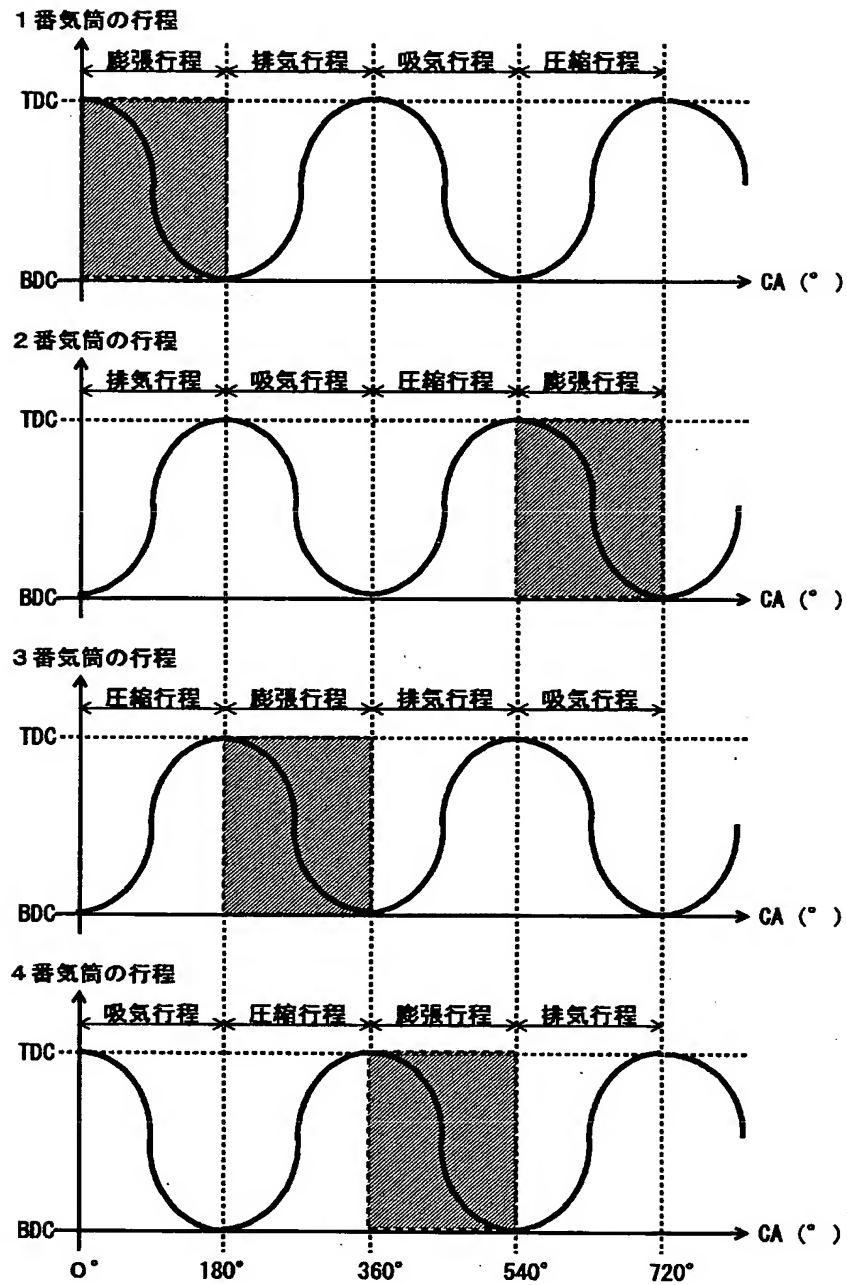 1番気筒の行程
膨張行程 排気行程 吸気行程 圧縮行程
TDC
BDC CA (° )
2番気筒の行程
排気行程 吸気行程 圧縮行程 膨張行程
TDC
BDC CA (° )
3番気筒の行程
圧縮行程 膨張行程 排気行程 吸気行程
TDC
BDC CA (° )
4番気筒の行程
吸気行程 圧縮行程 膨張行程 排気行程
TDC
BDC CA (° )
0° 180° 360° 540° 720°